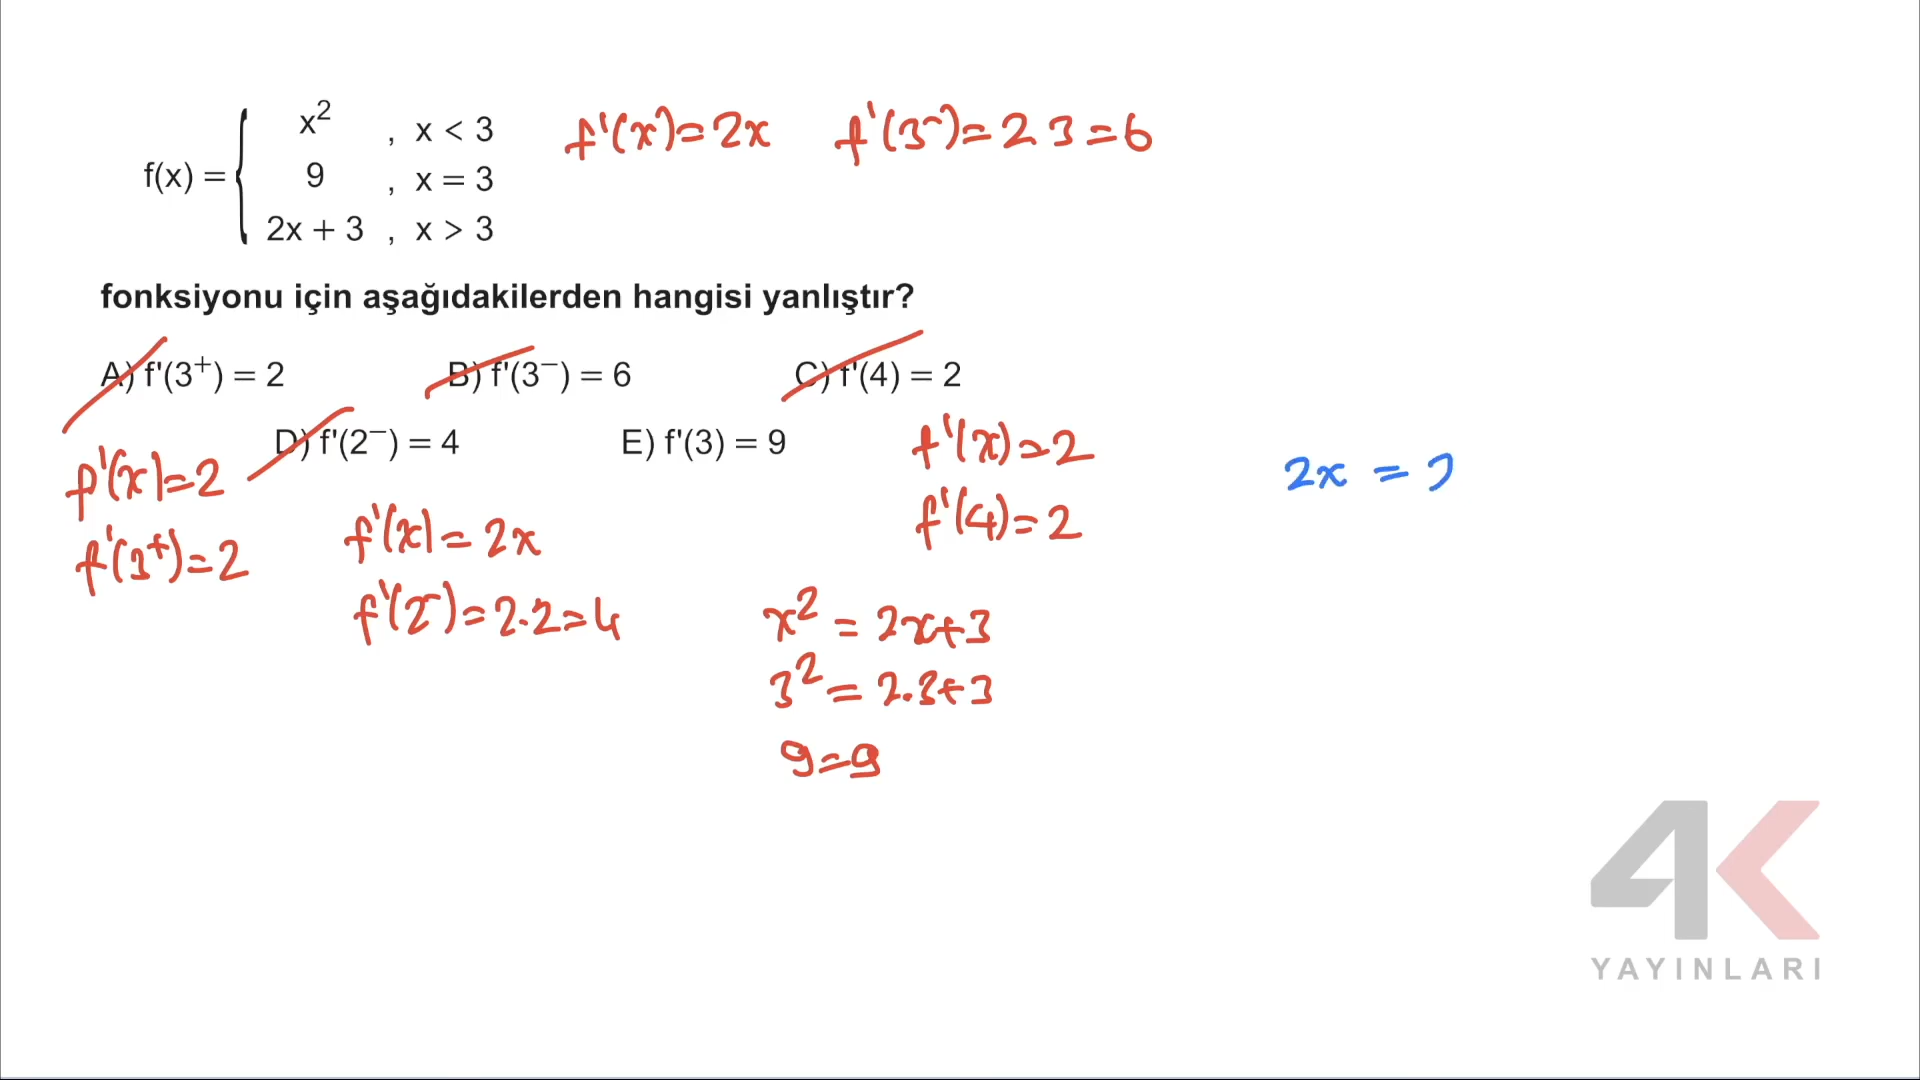 f(x) = { x² , x < 3
9 , x = 3
2x + 3 , x > 3
f'(x)=2x f'(3⁻)=2 3=6
fonksiyonu için aşağıdakilerden hangisi yanlıştır?
A) f'(3⁺) = 2 B) f'(3⁻) = 6 C) f'(4) = 2
D) f'(2⁻) = 4 E) f'(3) = 9
f'(x)=2
f'(3⁺)=2
f'(x)=2x
f'(2⁻)=2.2=4
f'(x)=2
f'(4)=2
x² = 2x+3
3² = 2.3+3
9=9
2x =
4K
YAYINLARI